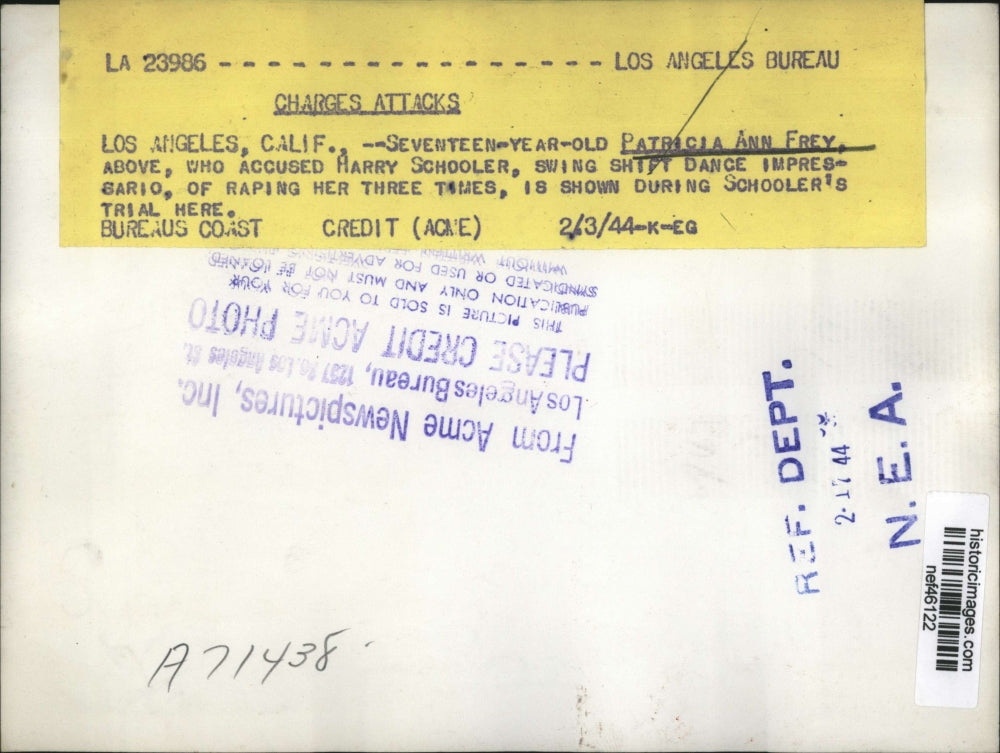 LA 23986 - - - - - - - - - - - - - - - - - LOS ANGELES BUREAU
CHARGES ATTACKS
LOS ANGELES, CALIF., --SEVENTEEN-YEAR-OLD PATRICIA ANN FREY,
ABOVE, WHO ACCUSED HARRY SCHOOLER, SWING SHIFT DANCE IMPRES-
SARIO, OF RAPING HER THREE TIMES, IS SHOWN DURING SCHOOLER'S
TRIAL HERE.
BUREAUS COAST CREDIT (ACME) 2/3/44-K-EG
From Acme Newspictures, Inc.
Los Angeles Bureau, 1257 So. Los Angeles St.
PLEASE CREDIT ACME PHOTO
THIS PICTURE IS SOLD TO YOU FOR YOUR
PUBLICATION ONLY AND MUST NOT BE LOANED
SYNDICATED OR USED FOR ADVERTISING
WITHOUT WRITTEN
REF. DEPT.
2-17 44
N. E. A.
historicimages.com
nef46122
A71438